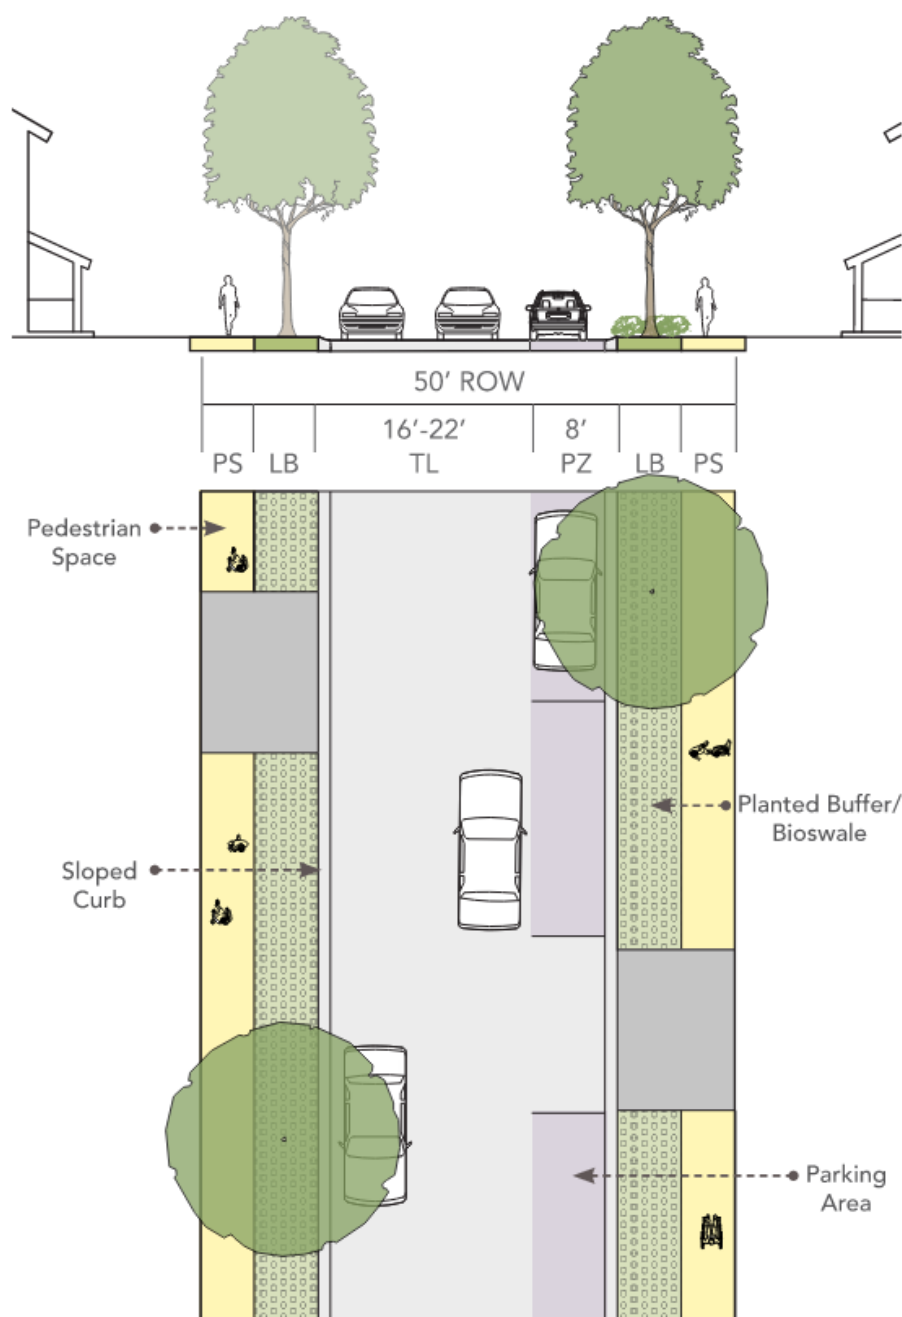 50' ROW
16'-22'
8'
PS LB TL PZ LB PS
Pedestrian
Space
Planted Buffer/
Bioswale
Sloped
Curb
Parking
Area